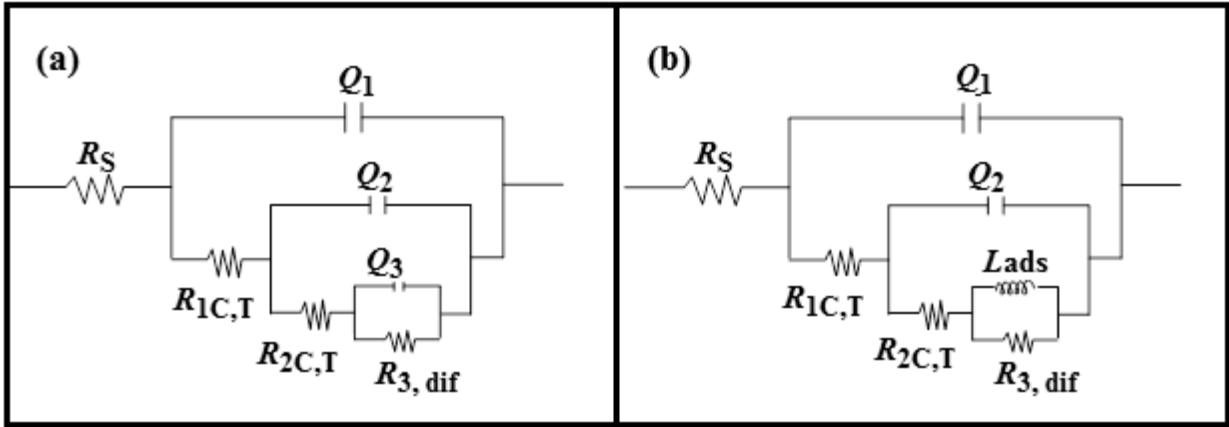 (a)
Q1
RS
Q2
Q3
R1C,T
R2C,T
R3, dif
(b)
Q1
RS
Q2
Lads
R1C,T
R2C,T
R3, dif